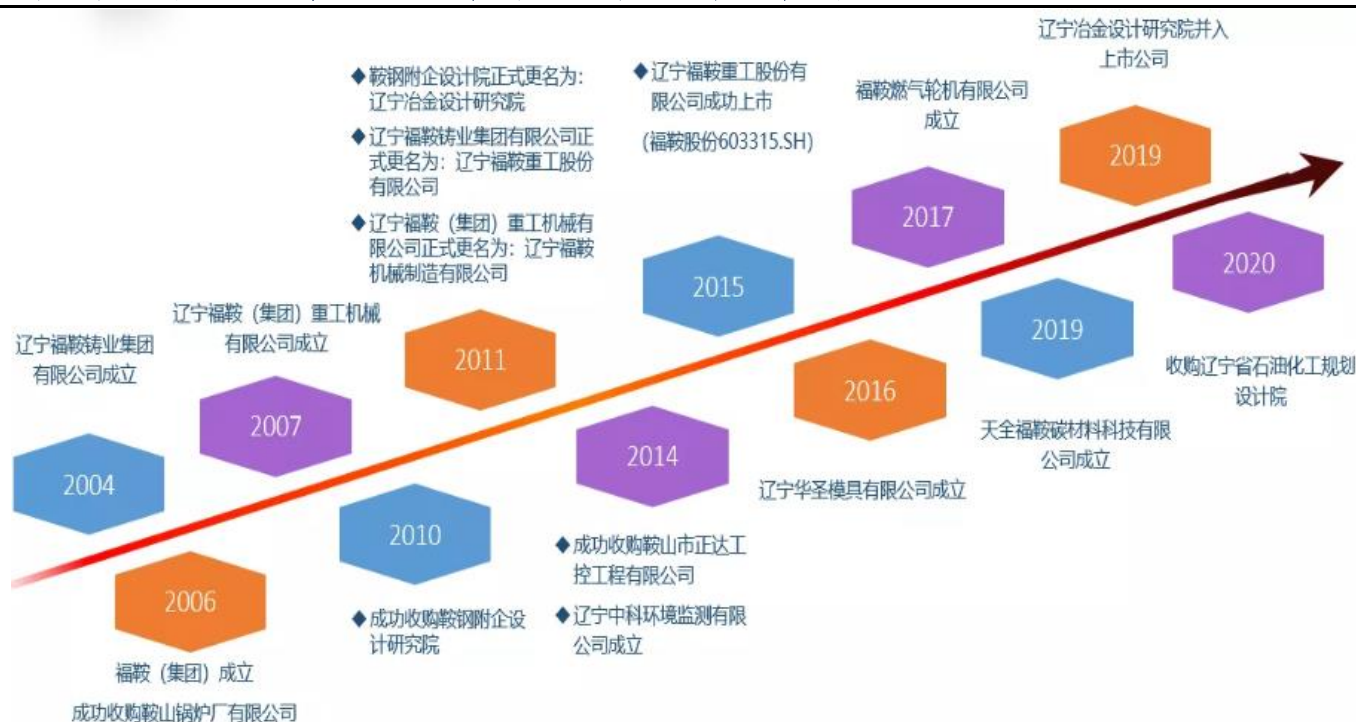 辽宁福鞍铸业集团
有限公司成立
2004
2006
福鞍（集团）成立
成功收购鞍山锅炉厂有限公司
辽宁福鞍（集团）重工机械
有限公司成立
2007
2010
◆成功收购鞍钢附企设
计研究院
◆鞍钢附企设计院正式更名为：
辽宁冶金设计研究院
◆辽宁福鞍铸业集团有限公司正
式更名为：辽宁福鞍重工股份
有限公司
◆辽宁福鞍（集团）重工机械有
限公司正式更名为：辽宁福鞍
机械制造有限公司
2011
2014
◆成功收购鞍山市正达工
控工程有限公司
◆辽宁中科环境监测有限
公司成立
◆辽宁福鞍重工股份有
限公司成功上市
(福鞍股份603315.SH)
2015
2016
辽宁华圣模具有限公司成立
福鞍燃气轮机有限公司
成立
2017
2019
天全福鞍碳材料科技有限
公司成立
辽宁冶金设计研究院并入
上市公司
2019
2020
收购辽宁省石油化工规划
设计院